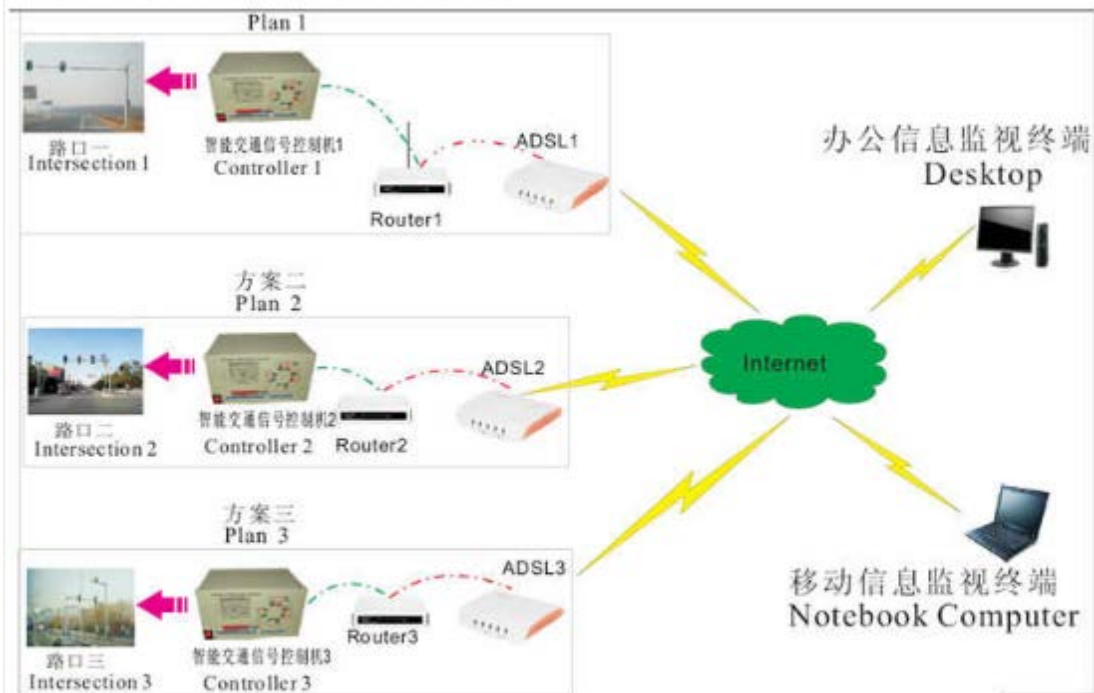 Plan 1
路口一
Intersection 1
智能交通信号控制机1
Controller 1
Router1
ADSL1
方案二
Plan 2
路口二
Intersection 2
智能交通信号控制机2
Controller 2
Router2
ADSL2
方案三
Plan 3
路口三
Intersection 3
智能交通信号控制机3
Controller 3
Router3
ADSL3
Internet
办公信息监视终端
Desktop
移动信息监视终端
Notebook Computer